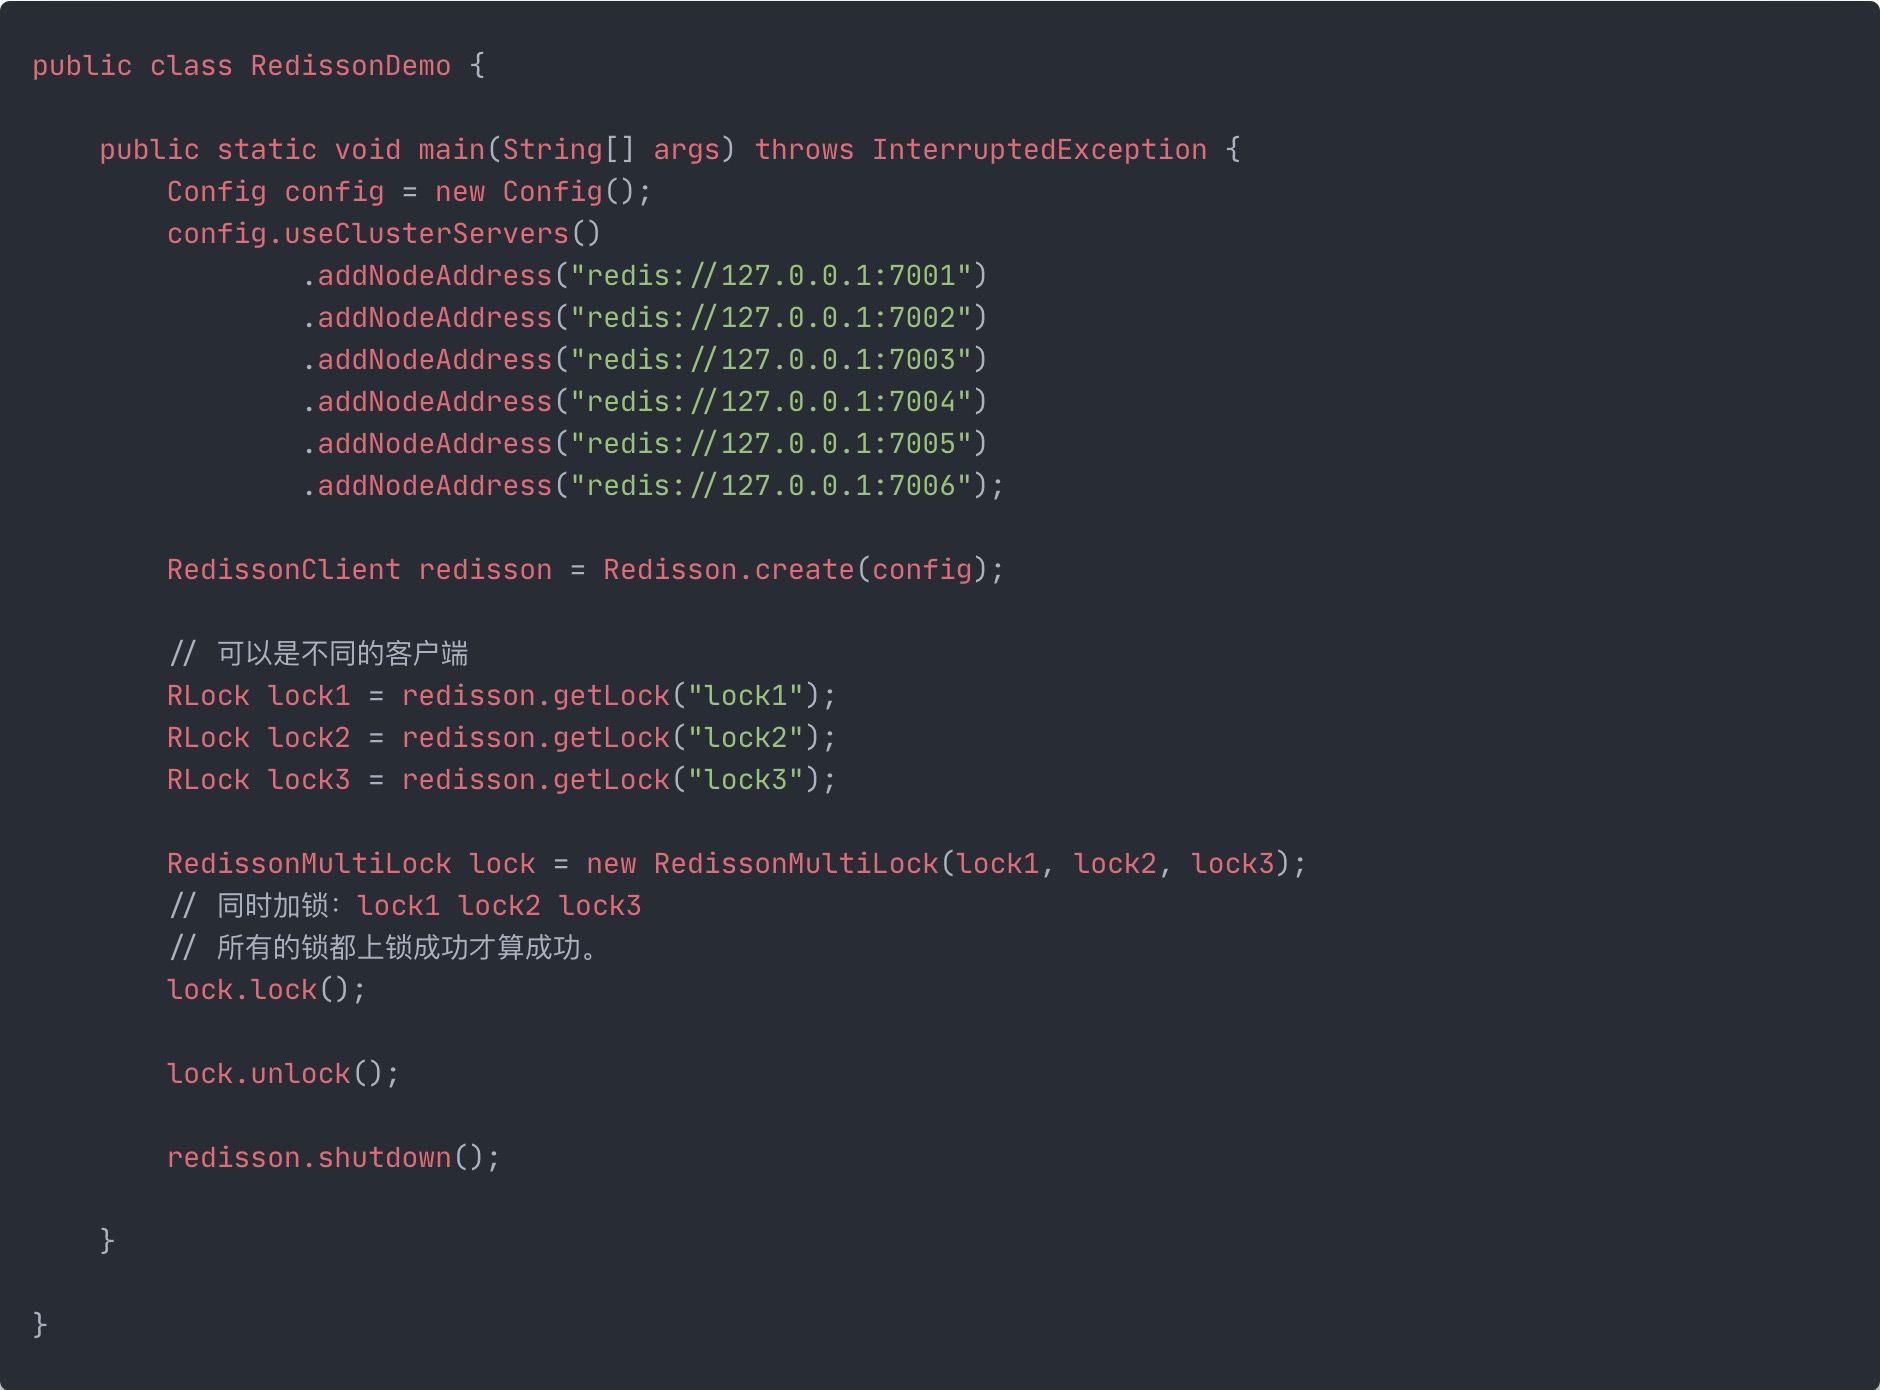 public class RedissonDemo {
public static void main(String[] args) throws InterruptedException {
Config config = new Config();
config.useClusterServers()
.addNodeAddress("redis://127.0.0.1:7001")
.addNodeAddress("redis://127.0.0.1:7002")
.addNodeAddress("redis://127.0.0.1:7003")
.addNodeAddress("redis://127.0.0.1:7004")
.addNodeAddress("redis://127.0.0.1:7005")
.addNodeAddress("redis://127.0.0.1:7006");
RedissonClient redisson = Redisson.create(config);
// 可以是不同的客户端
RLock lock1 = redisson.getLock("lock1");
RLock lock2 = redisson.getLock("lock2");
RLock lock3 = redisson.getLock("lock3");
RedissonMultiLock lock = new RedissonMultiLock(lock1, lock2, lock3);
// 同时加锁：lock1 lock2 lock3
// 所有的锁都上锁成功才算成功。
lock.lock();
lock.unlock();
redisson.shutdown();
}
}